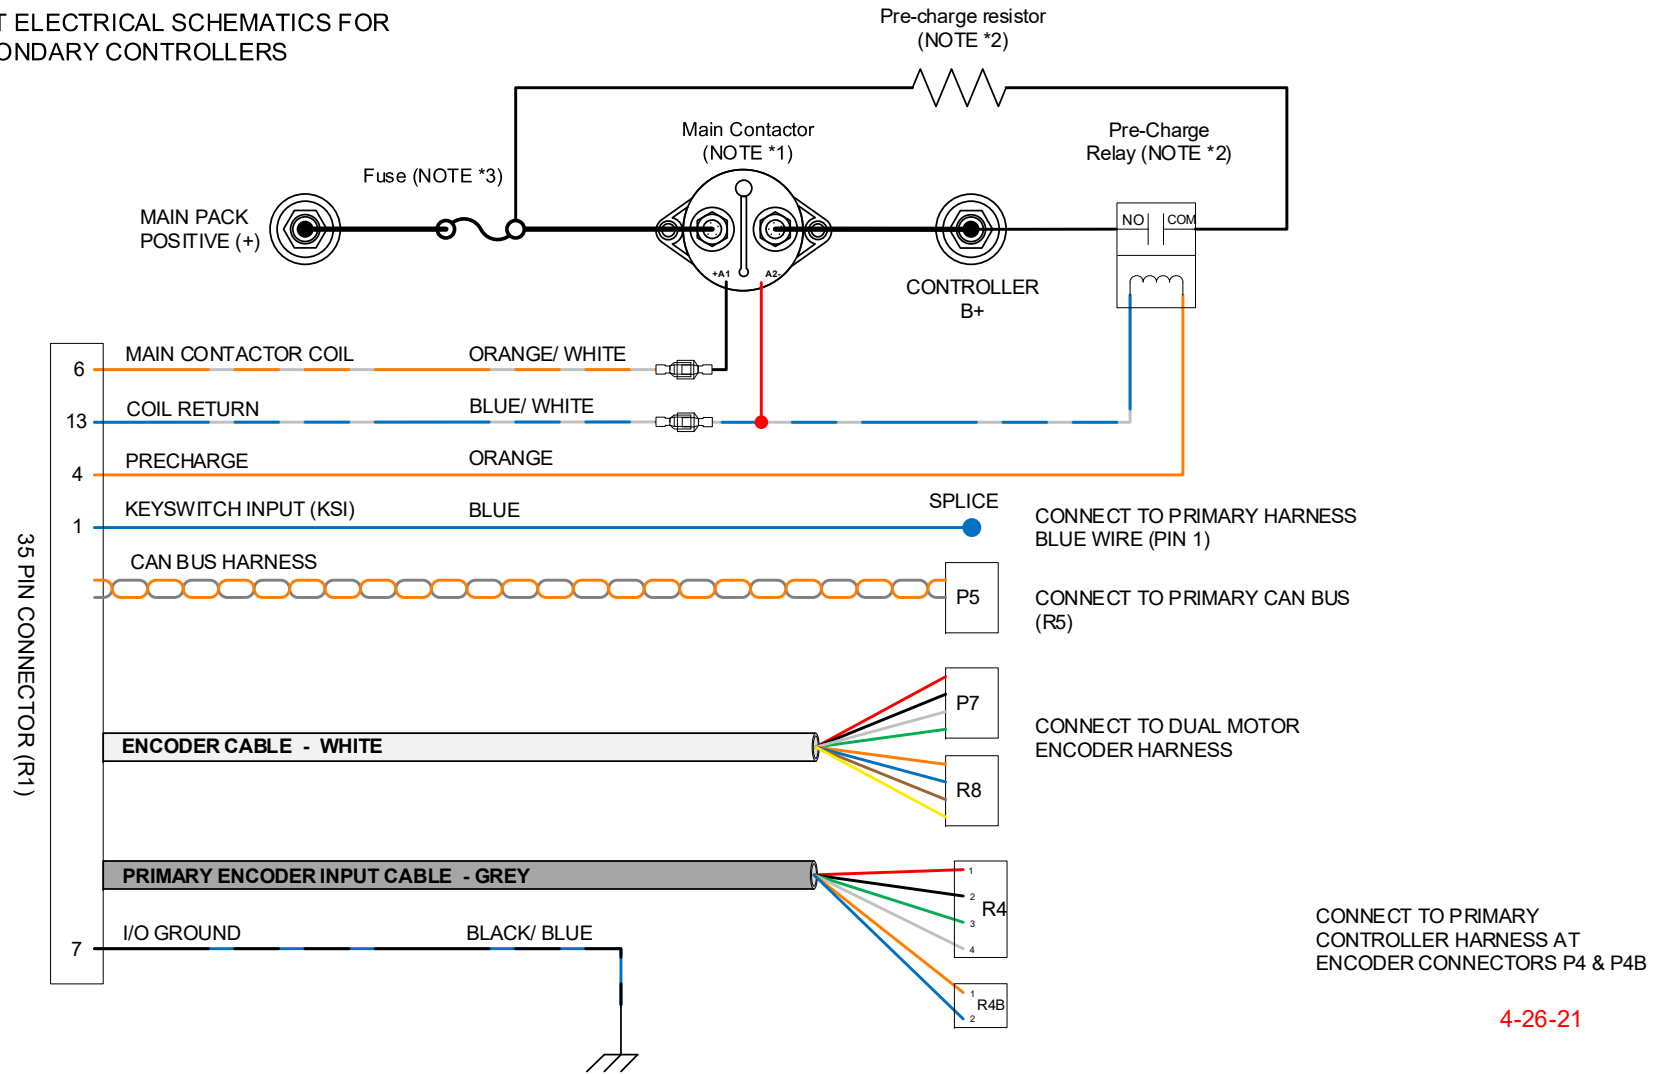 T ELECTRICAL SCHEMATICS FOR
ONDARY CONTROLLERS
Pre-charge resistor
(NOTE *2)
Main Contactor
(NOTE *1)
Pre-Charge
Relay (NOTE *2)
Fuse (NOTE *3)
MAIN PACK
POSITIVE (+)
NO
COM
+A1
A2-
CONTROLLER
B+
35 PIN CONNECTOR (R1)
6
MAIN CONTACTOR COIL
ORANGE/ WHITE
13
COIL RETURN
BLUE/ WHITE
4
PRECHARGE
ORANGE
1
KEYSWITCH INPUT (KSI)
BLUE
SPLICE
CONNECT TO PRIMARY HARNESS
BLUE WIRE (PIN 1)
CAN BUS HARNESS
P5
CONNECT TO PRIMARY CAN BUS
(R5)
ENCODER CABLE - WHITE
P7
R8
CONNECT TO DUAL MOTOR
ENCODER HARNESS
PRIMARY ENCODER INPUT CABLE - GREY
1
2
3
4
R4
1
2
R4B
CONNECT TO PRIMARY
CONTROLLER HARNESS AT
ENCODER CONNECTORS P4 & P4B
7
I/O GROUND
BLACK/ BLUE
4-26-21